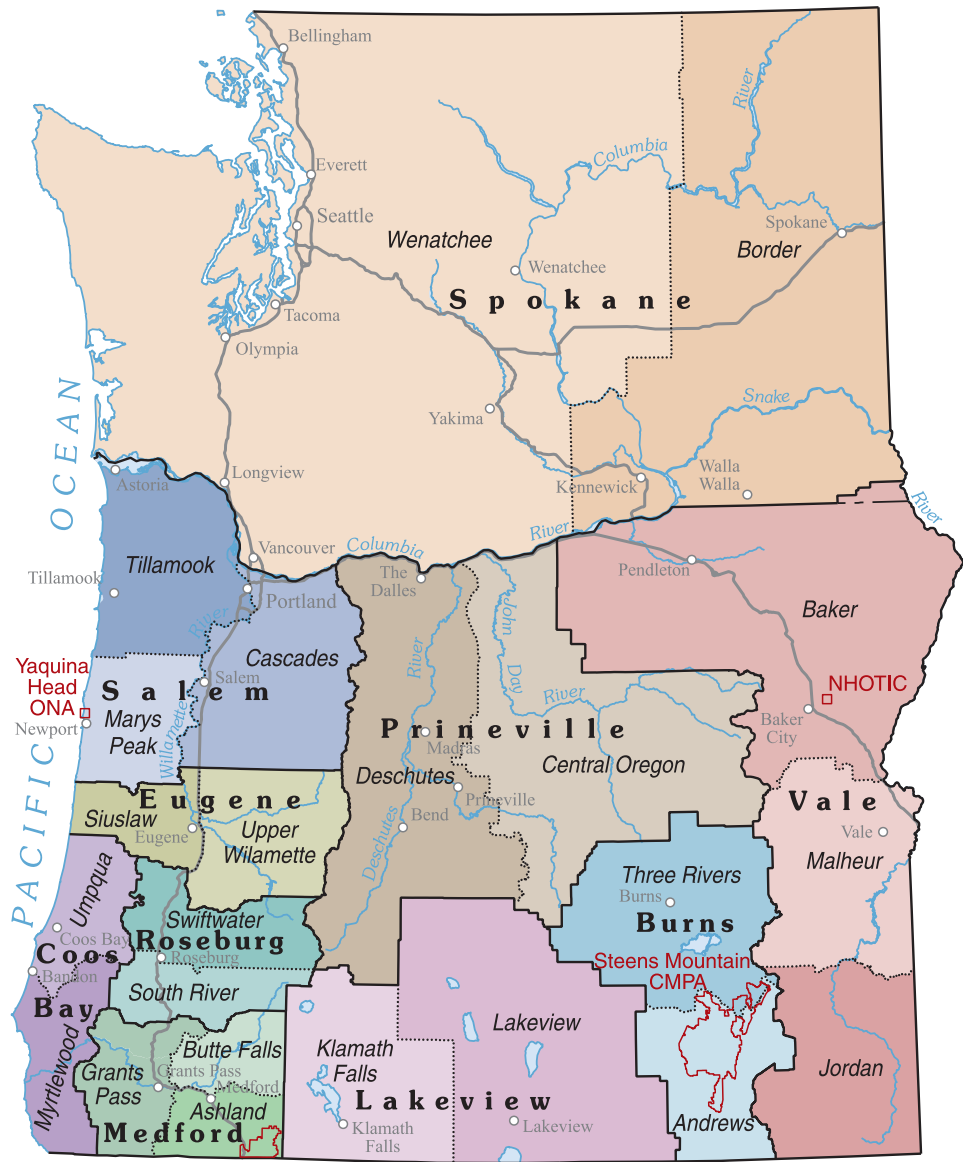 Bellingham
River
Columbia
Everett
Seattle
Spokane
Wenatchee
Border
Wenatchee
Spokane
Tacoma
Olympia
OCEAN
Snake
Yakima
Walla
Walla
Astoria
Longview
Kennewick
River
River
Vancouver
Columbia
Tillamook
The
Dalles
Pendleton
Tillamook
Portland
John
Day
River
Baker
River
River
Cascades
Yaquina
Head
ONA
Salem
Salem
NHOTIC
Newport
Marys
Peak
Willamette
Prineville
Madras
Baker
City
Deschutes
Central Oregon
Eugene
Siuslaw
Prineville
Vale
Eugene
Upper
Wilamette
Bend
Vale
PACIFIC
Deschutes
Malheur
Umpqua
Three Rivers
Burns
Swiftwater
Burns
Coos Bay
Roseburg
Coos
Roseburg
Steens Mountain
CMPA
Bandon
South River
Bay
Lakeview
Butte Falls
Klamath
Falls
Grants
Pass
Grants Pass
Jordan
Medford
Myrtlewood
Ashland
Lakeview
Medford
Klamath
Falls
Lakeview
Andrews